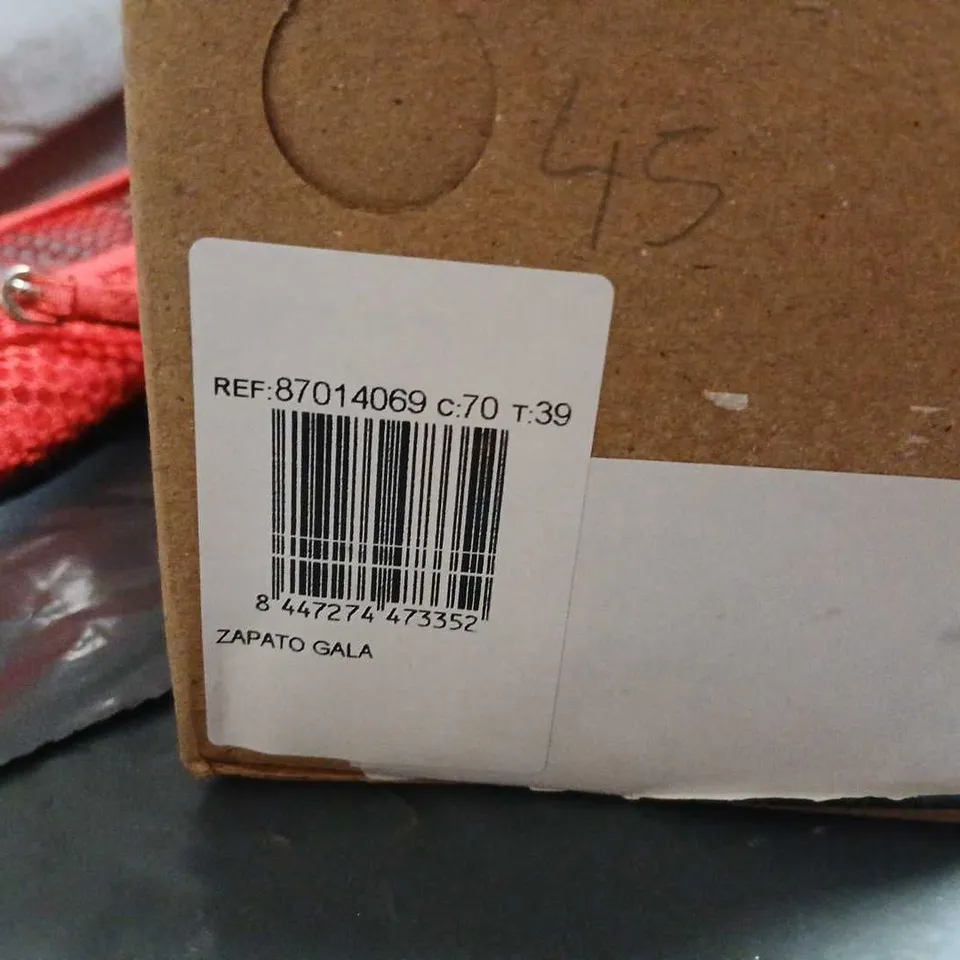 45
REF:87014069 C:70 T:39
8 447274 473352
ZAPATO GALA